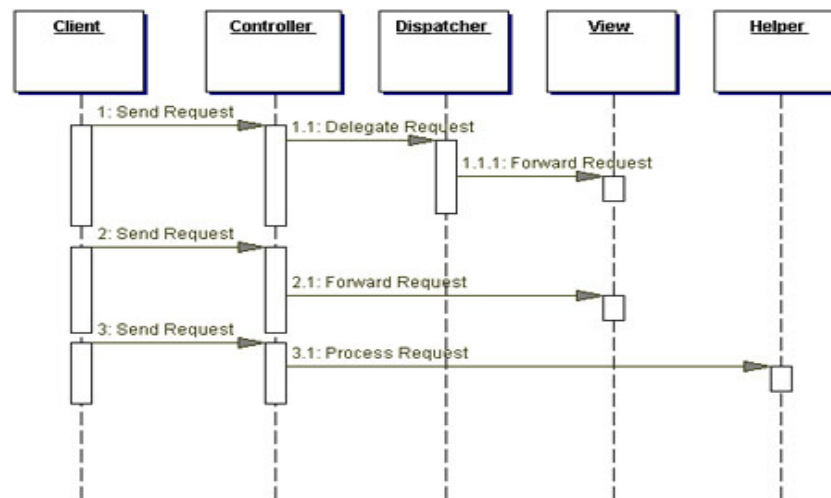 Client
Controller
Dispatcher
View
Helper
1: Send Request
1.1: Delegate Request
1.1.1: Forward Request
2: Send Request
2.1: Forward Request
3: Send Request
3.1: Process Request